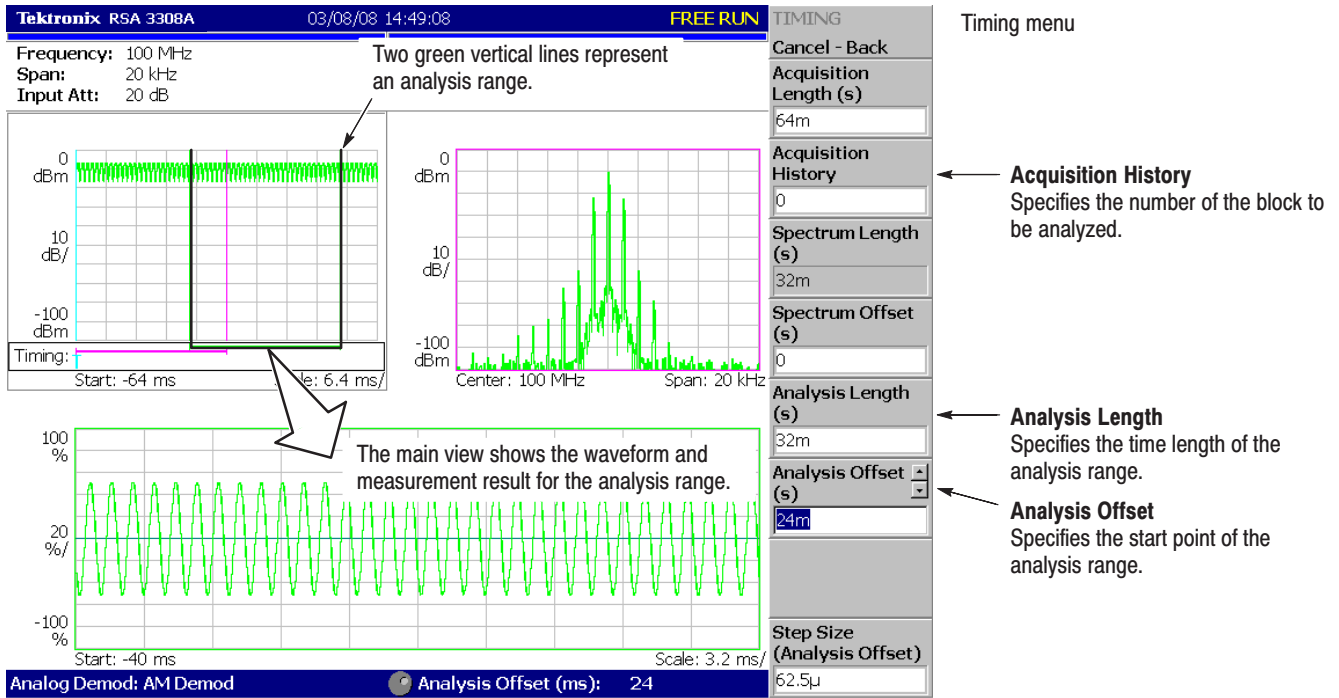 Tektronix RSA 3308A 03/08/08 14:49:08 FREE RUN
Frequency: 100 MHz
Span: 20 kHz
Input Att: 20 dB
Two green vertical lines represent
an analysis range.
0
dBm
10
dB/
-100
dBm
Timing:
Start: -64 ms
le: 6.4 ms/
0
dBm
10
dB/
-100
dBm
Center: 100 MHz
Span: 20 kHz
100
%
20
%/
-100
%
The main view shows the waveform and
measurement result for the analysis range.
Start: -40 ms
Scale: 3.2 ms/
Analog Demod: AM Demod
Analysis Offset (ms): 24
TIMING
Cancel - Back
Acquisition
Length (s)
64m
Acquisition
History
0
Spectrum Length
(s)
32m
Spectrum Offset
(s)
0
Analysis Length
(s)
32m
Analysis Offset
(s)
24m
Step Size
(Analysis Offset)
62.5µ
Timing menu
Acquisition History
Specifies the number of the block to
be analyzed.
Analysis Length
Specifies the time length of the
analysis range.
Analysis Offset
Specifies the start point of the
analysis range.